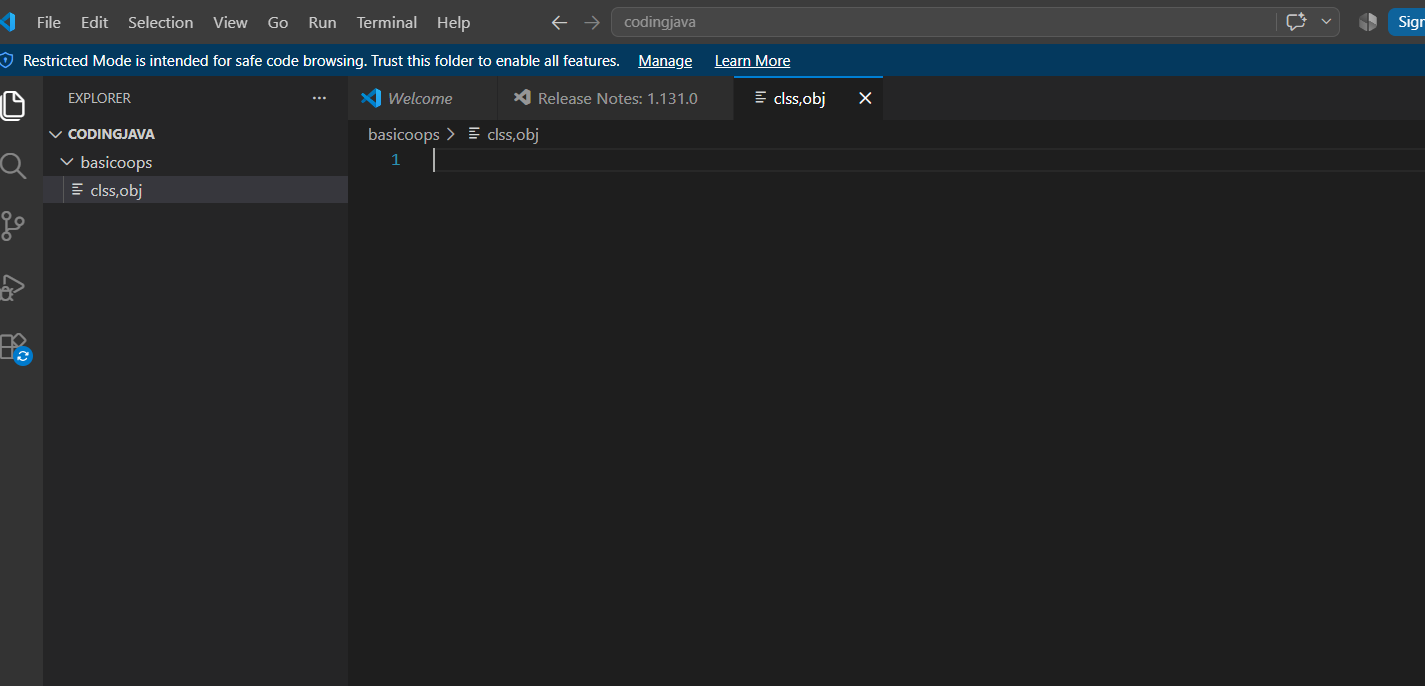 File Edit Selection View Go Run Terminal Help codingjava Sign
Restricted Mode is intended for safe code browsing. Trust this folder to enable all features. Manage Learn More
EXPLORER ··· Welcome Release Notes: 1.131.0 clss,obj
CODINGJAVA basicoops > clss,obj
basicoops 1
clss,obj